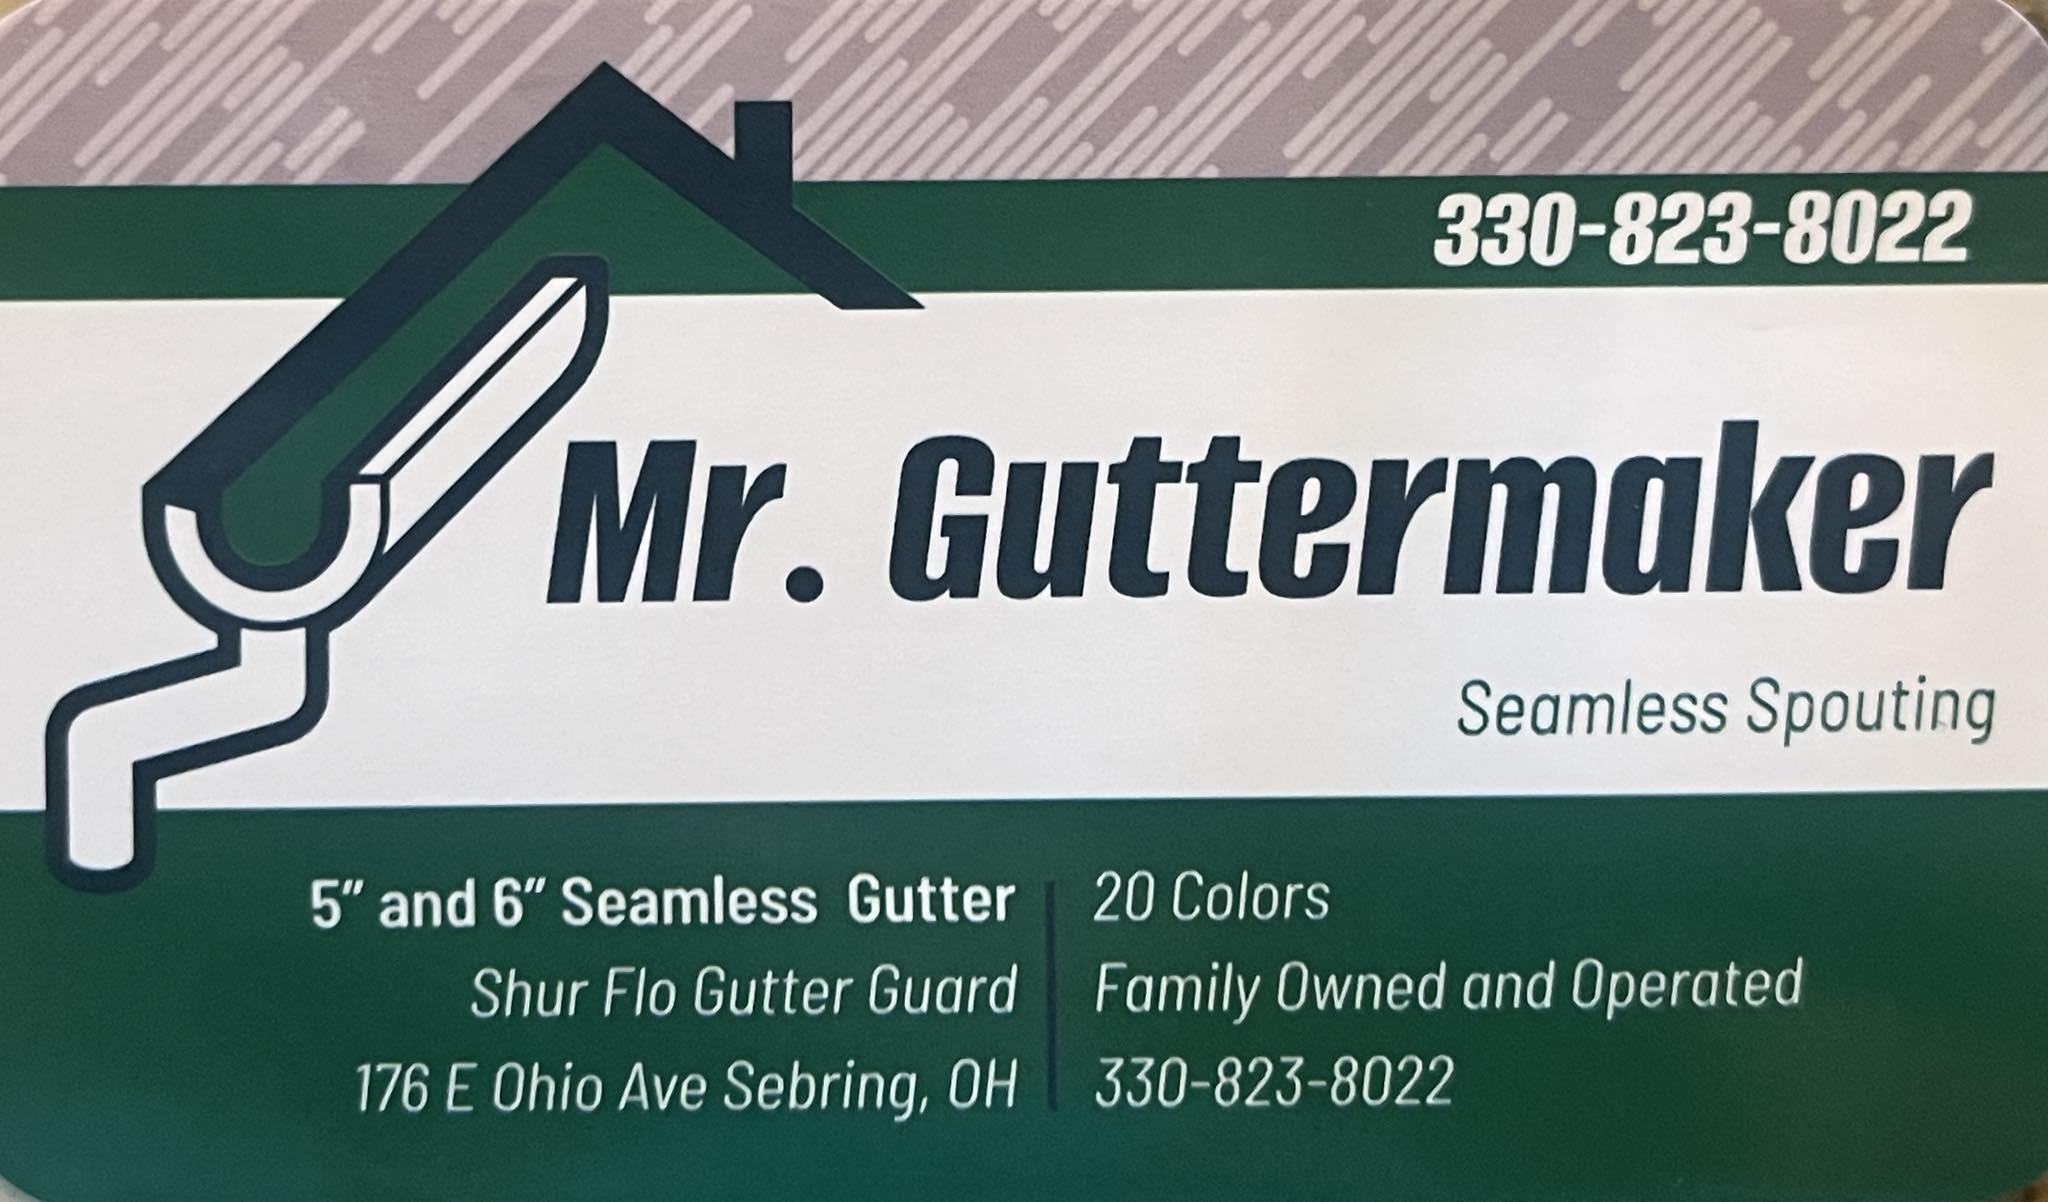 330-823-8022
Mr. Guttermaker
Seamless Spouting
5" and 6" Seamless Gutter
Shur Flo Gutter Guard
176 E Ohio Ave Sebring, OH
20 Colors
Family Owned and Operated
330-823-8022